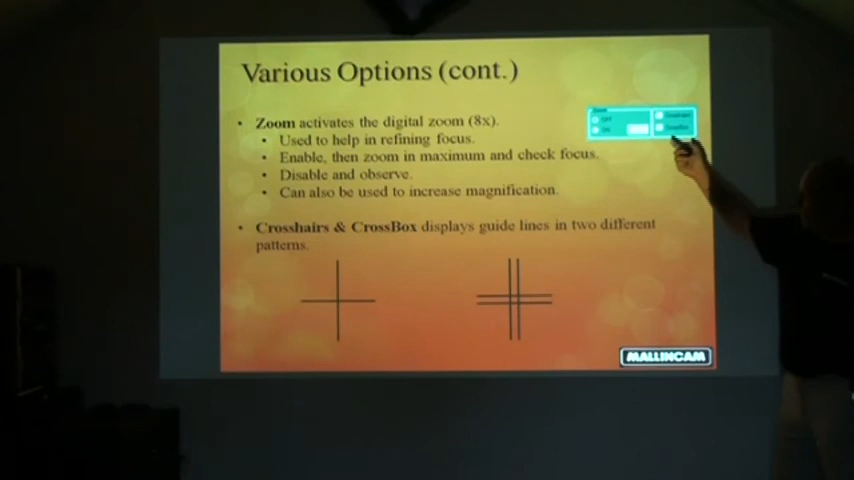 Various Options (cont.)
• Zoom activates the digital zoom (8x).
• Used to help in refining focus.
• Enable, then zoom in maximum and check focus.
• Disable and observe.
• Can also be used to increase magnification.
• Crosshairs & CrossBox displays guide lines in two different
patterns.
MALLINCAM